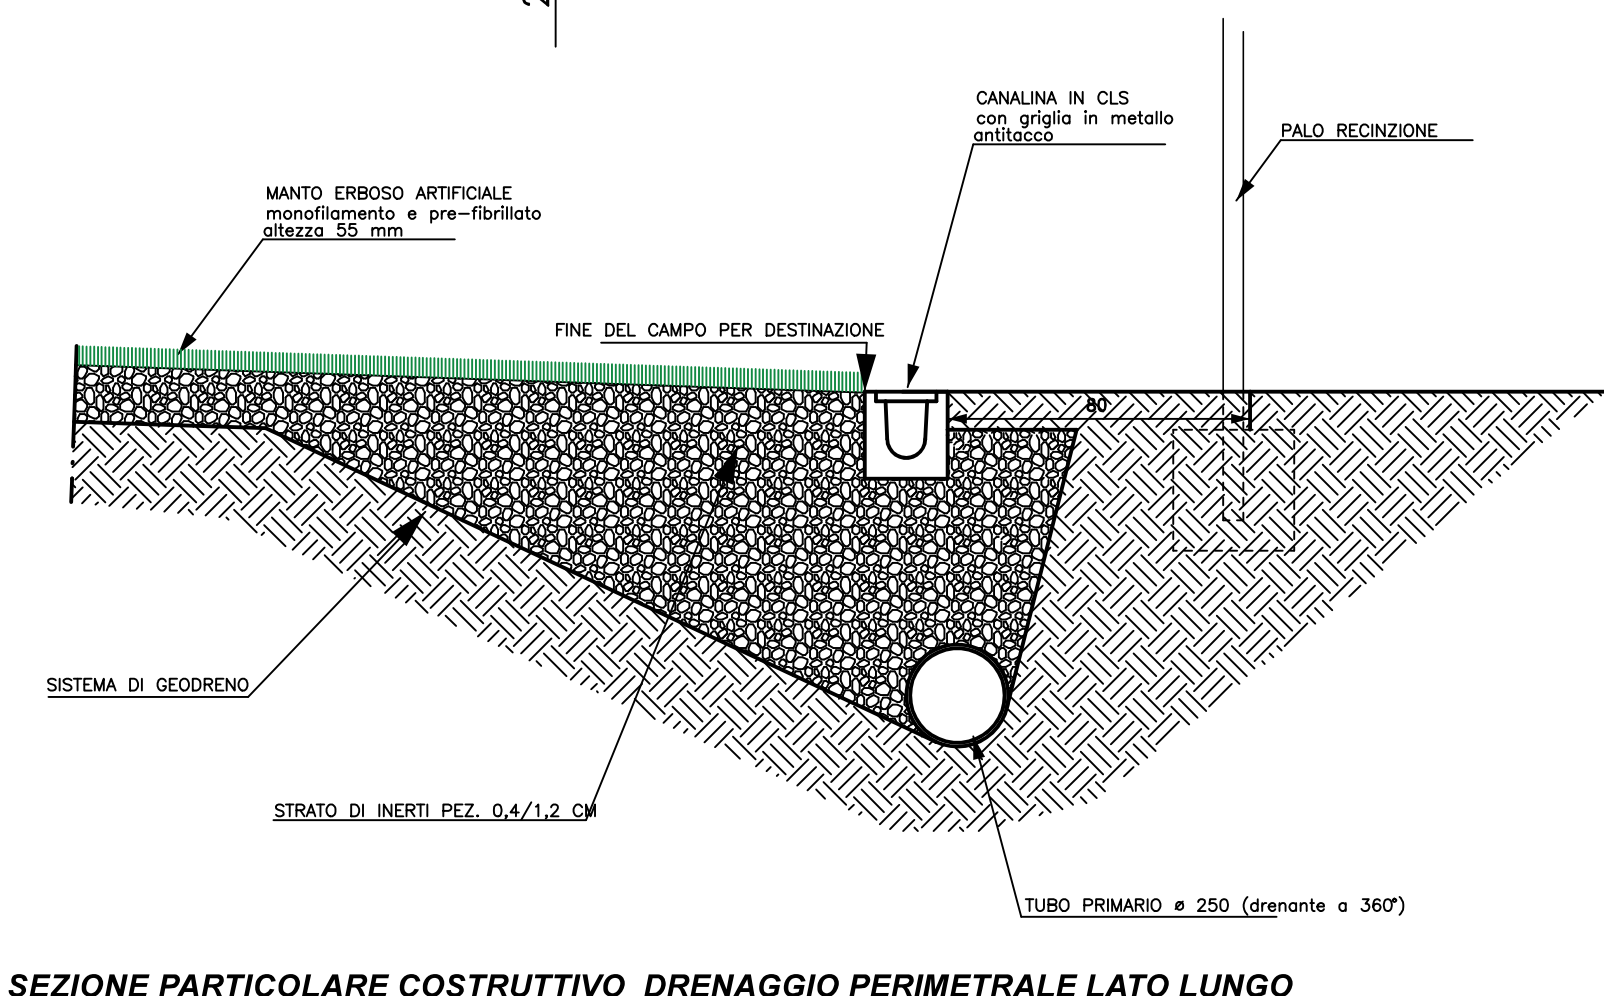 CANALINA IN CLS
con griglia in metallo
antitacco
PALO RECINZIONE
MANTO ERBOSO ARTIFICIALE
monofilamento e pre-fibrillato
altezza 55 mm
FINE DEL CAMPO PER DESTINAZIONE
80
SISTEMA DI GEODRENO
STRATO DI INERTI PEZ. 0,4/1,2 CM
TUBO PRIMARIO ø 250 (drenante a 360°)
SEZIONE PARTICOLARE COSTRUTTIVO DRENAGGIO PERIMETRALE LATO LUNGO